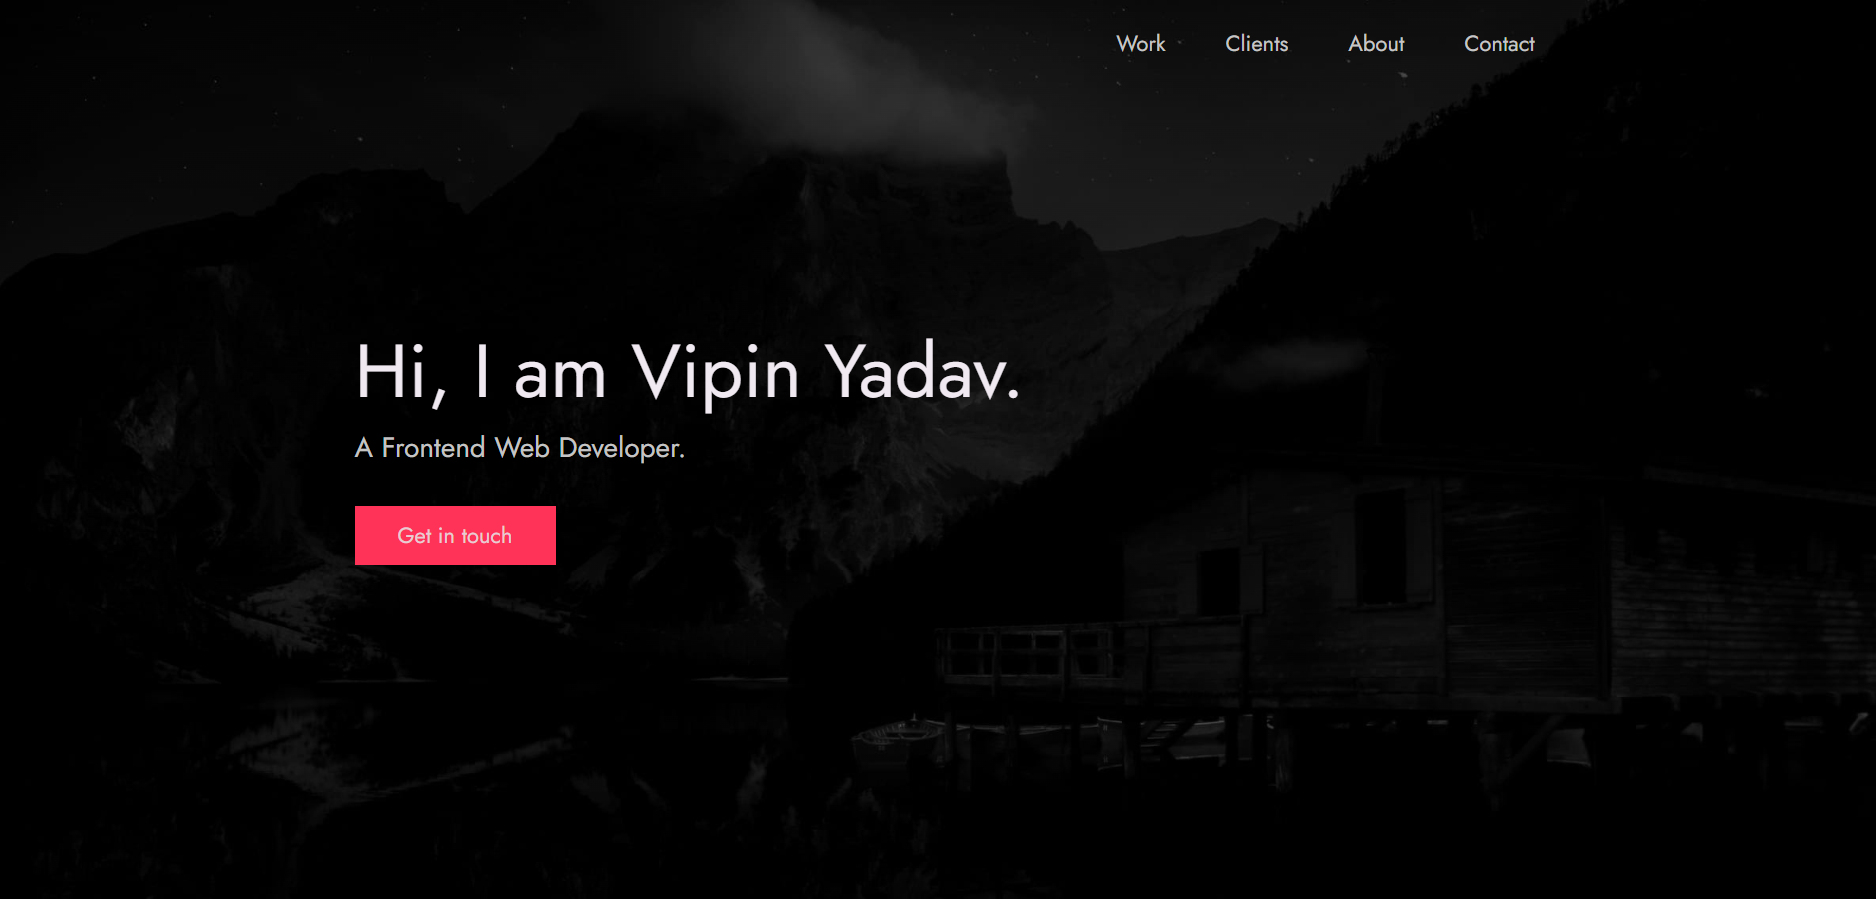 Work Clients About Contact
Hi, I am Vipin Yadav.
A Frontend Web Developer.
Get in touch